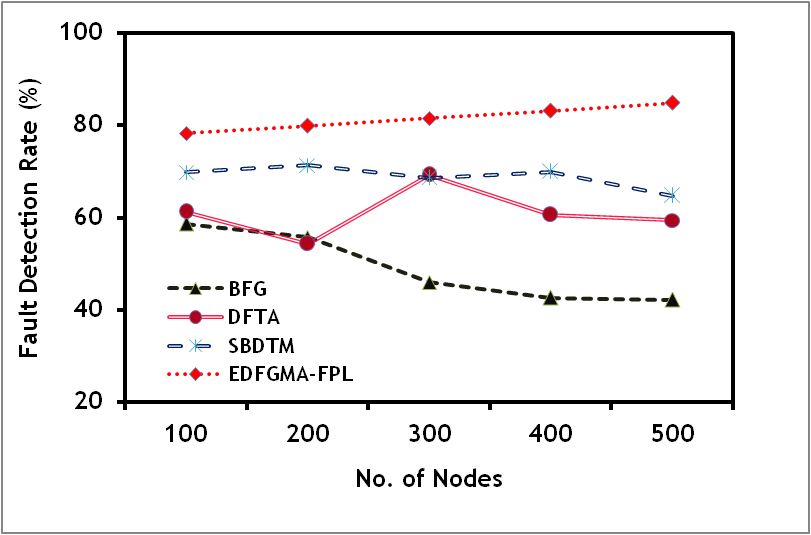 100
80
60
40
20
Fault Detection Rate (%)
BFG
DFTA
SBDTM
EDFGMA-FPL
100 200 300 400 500
No. of Nodes